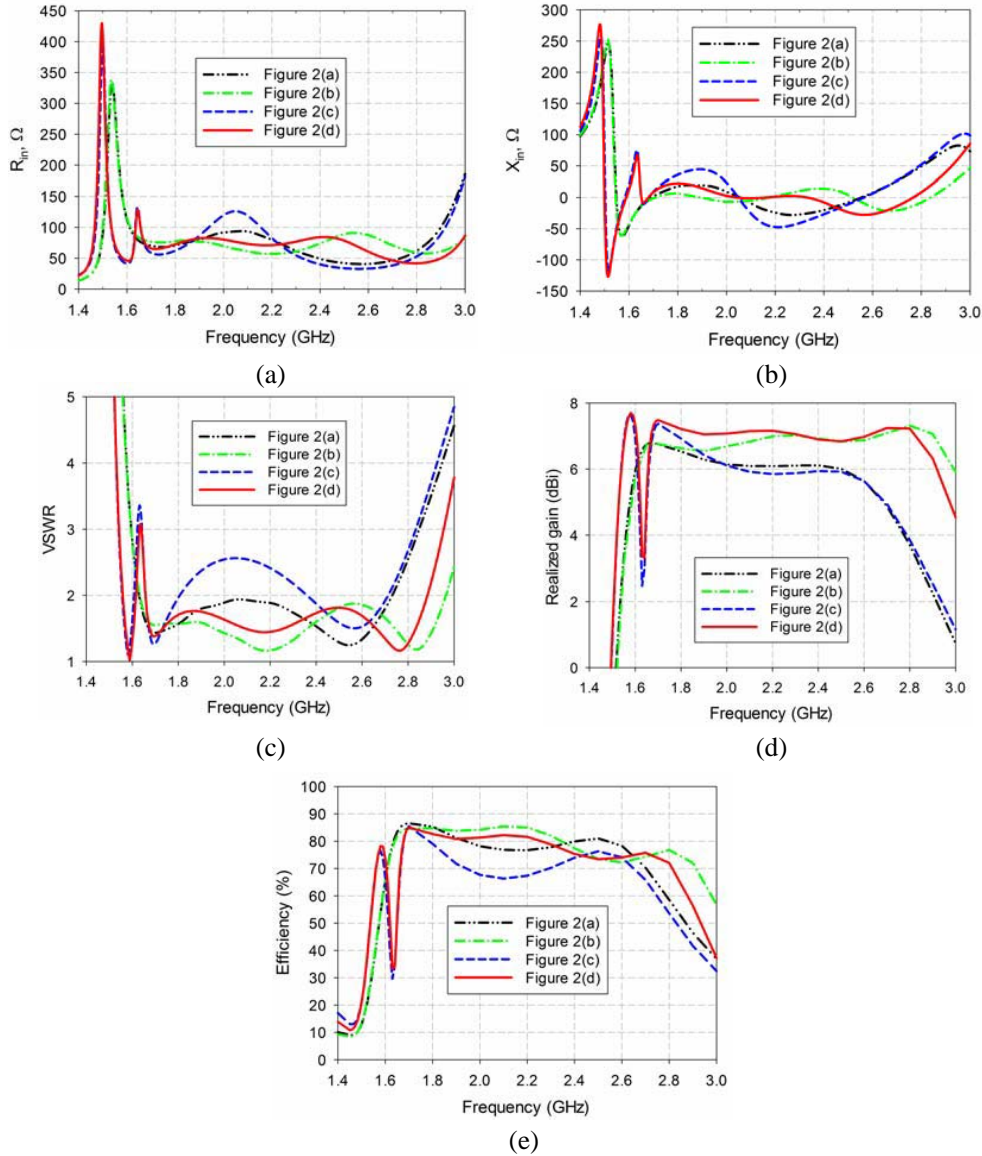 450
400
350
300
250
200
150
100
50
0
R_in, Ω
Figure 2(a)
Figure 2(b)
Figure 2(c)
Figure 2(d)
1.4 1.6 1.8 2.0 2.2 2.4 2.6 2.8 3.0
Frequency (GHz)
(a)
300
250
200
150
100
50
0
-50
-100
-150
X_in, Ω
Figure 2(a)
Figure 2(b)
Figure 2(c)
Figure 2(d)
1.4 1.6 1.8 2.0 2.2 2.4 2.6 2.8 3.0
Frequency (GHz)
(b)
5
4
3
2
1
VSWR
Figure 2(a)
Figure 2(b)
Figure 2(c)
Figure 2(d)
1.4 1.6 1.8 2.0 2.2 2.4 2.6 2.8 3.0
Frequency (GHz)
(c)
8
6
4
2
0
Realized gain (dBi)
Figure 2(a)
Figure 2(b)
Figure 2(c)
Figure 2(d)
1.4 1.6 1.8 2.0 2.2 2.4 2.6 2.8 3.0
Frequency (GHz)
(d)
100
90
80
70
60
50
40
30
20
10
0
Efficiency (%)
Figure 2(a)
Figure 2(b)
Figure 2(c)
Figure 2(d)
1.4 1.6 1.8 2.0 2.2 2.4 2.6 2.8 3.0
Frequency (GHz)
(e)